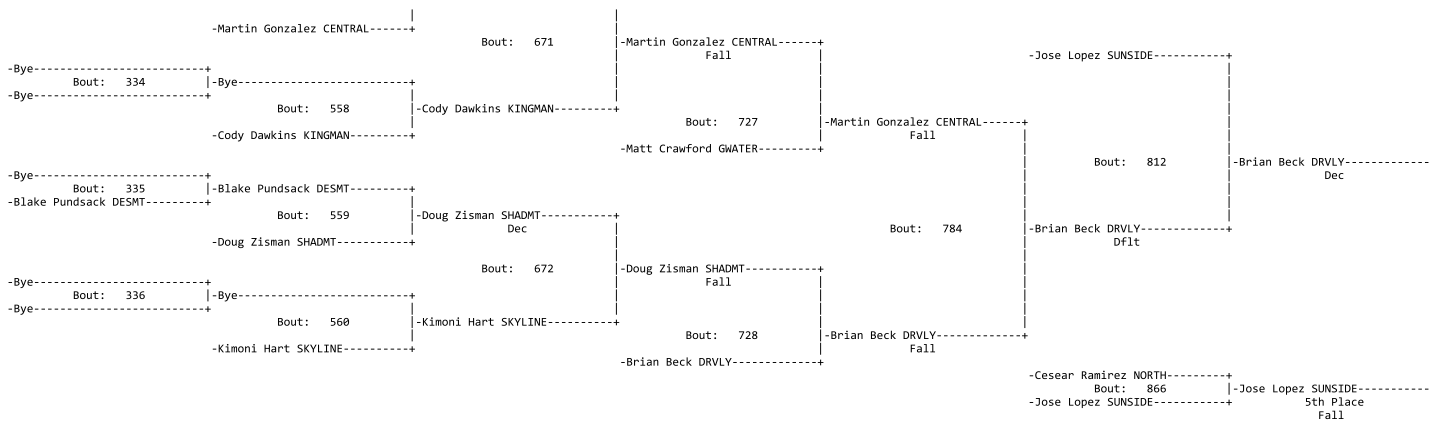 -Martin Gonzalez CENTRAL------+
Bout: 671 |-Martin Gonzalez CENTRAL------+
Fall -Jose Lopez SUNSIDE-----------+
-Bye--------------------------+
Bout: 334 |-Bye--------------------------+
-Bye--------------------------+
Bout: 558 |-Cody Dawkins KINGMAN---------+
Bout: 727 |-Martin Gonzalez CENTRAL------+
-Cody Dawkins KINGMAN---------+ Fall
-Matt Crawford GWATER---------+
Bout: 812 |-Brian Beck DRVLY-------------
-Bye--------------------------+ Dec
Bout: 335 |-Blake Pundsack DESMT---------+
-Blake Pundsack DESMT---------+
Bout: 559 |-Doug Zisman SHADMT-----------+
Dec Bout: 784 |-Brian Beck DRVLY-------------+
-Doug Zisman SHADMT-----------+ Dflt
Bout: 672 |-Doug Zisman SHADMT-----------+
-Bye--------------------------+ Fall
Bout: 336 |-Bye--------------------------+
-Bye--------------------------+
Bout: 560 |-Kimoni Hart SKYLINE----------+
Bout: 728 |-Brian Beck DRVLY-------------+
-Kimoni Hart SKYLINE----------+ Fall
-Brian Beck DRVLY-------------+
-Cesear Ramirez NORTH---------+
Bout: 866 |-Jose Lopez SUNSIDE-----------
-Jose Lopez SUNSIDE-----------+ 5th Place
Fall